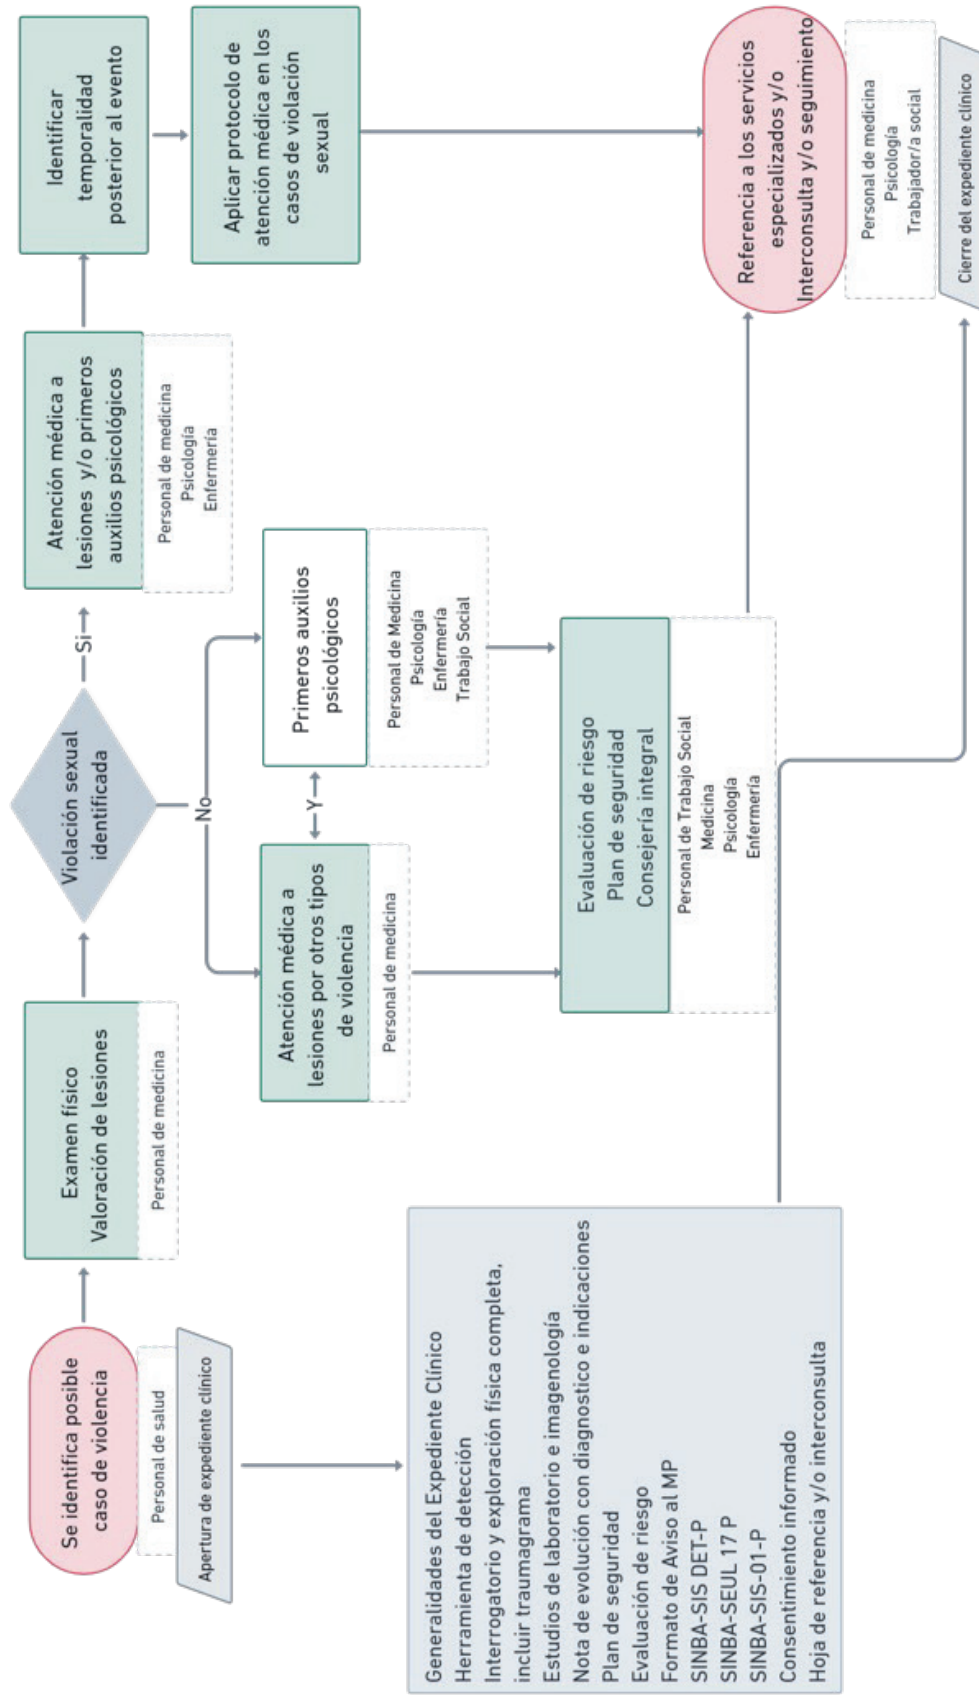 Se identifica posible
caso de violencia
Personal de salud
Apertura de expediente clínico
Examen físico
Valoración de lesiones
Personal de medicina
Violación sexual
identificada
Si
No
Atención médica a
lesiones y/o primeros
auxilios psicológicos
Personal de medicina
Psicología
Enfermería
Identificar
temporalidad
posterior al evento
Aplicar protocolo de
atención médica en los
casos de violación
sexual
Atención médica a
lesiones por otros tipos
de violencia
Personal de medicina
Y
Primeros auxilios
psicológicos
Personal de Medicina
Psicología
Enfermería
Trabajo Social
Evaluación de riesgo
Plan de seguridad
Consejería integral
Personal de Trabajo Social
Medicina
Psicología
Enfermería
Referencia a los servicios
especializados y/o
Interconsulta y/o seguimiento
Personal de medicina
Psicología
Trabajador/a social
Cierre del expediente clínico
Generalidades del Expediente Clínico
Herramienta de detección
Interrogatorio y exploración física completa,
incluir traumagrama
Estudios de laboratorio e imagenología
Nota de evolución con diagnostico e indicaciones
Plan de seguridad
Evaluación de riesgo
Formato de Aviso al MP
SINBA-SIS DET-P
SINBA-SEUL 17 P
SINBA-SIS-01-P
Consentimiento informado
Hoja de referencia y/o interconsulta